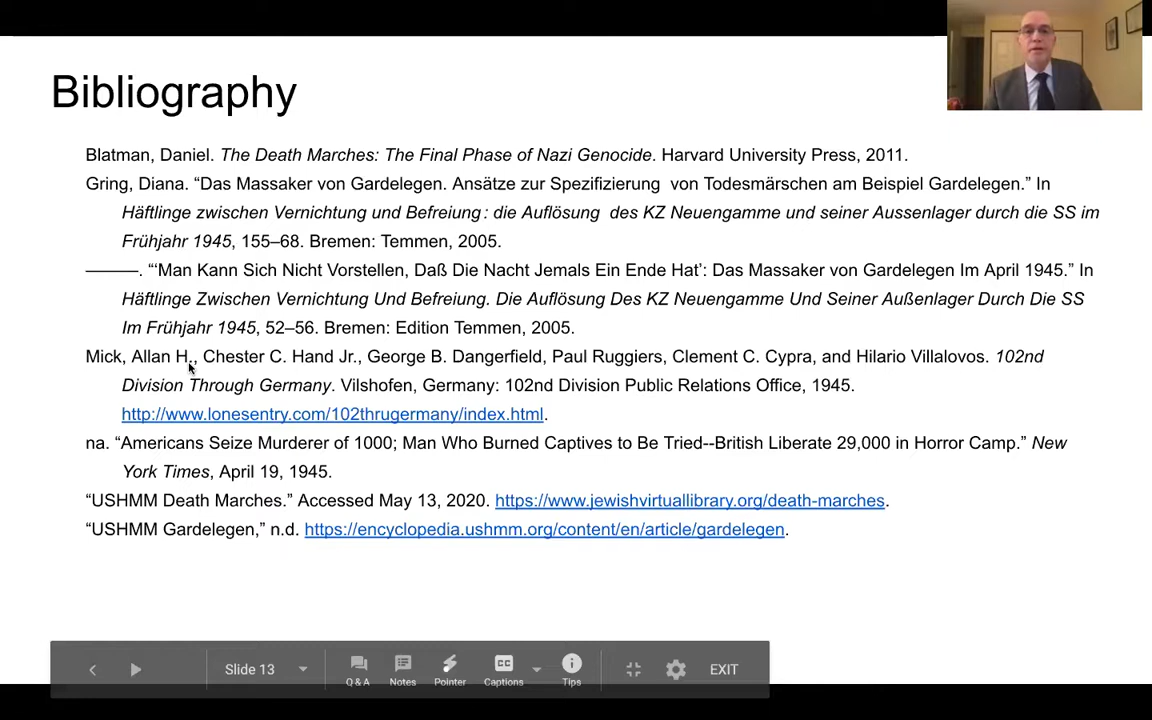 Bibliography
Blatman, Daniel. The Death Marches: The Final Phase of Nazi Genocide. Harvard University Press, 2011.
Gring, Diana. “Das Massaker von Gardelegen. Ansätze zur Spezifizierung von Todesmärschen am Beispiel Gardelegen.” In
Häftlinge zwischen Vernichtung und Befreiung : die Auflösung des KZ Neuengamme und seiner Aussenlager durch die SS im
Frühjahr 1945, 155–68. Bremen: Temmen, 2005.
———. “‘Man Kann Sich Nicht Vorstellen, Daß Die Nacht Jemals Ein Ende Hat’: Das Massaker von Gardelegen Im April 1945.” In
Häftlinge Zwischen Vernichtung Und Befreiung. Die Auflösung Des KZ Neuengamme Und Seiner Außenlager Durch Die SS
Im Frühjahr 1945, 52–56. Bremen: Edition Temmen, 2005.
Mick, Allan H., Chester C. Hand Jr., George B. Dangerfield, Paul Ruggiers, Clement C. Cypra, and Hilario Villalovos. 102nd
Division Through Germany. Vilshofen, Germany: 102nd Division Public Relations Office, 1945.
http://www.lonesentry.com/102thrugermany/index.html.
na. “Americans Seize Murderer of 1000; Man Who Burned Captives to Be Tried--British Liberate 29,000 in Horror Camp.” New
York Times, April 19, 1945.
“USHMM Death Marches.” Accessed May 13, 2020. https://www.jewishvirtuallibrary.org/death-marches.
“USHMM Gardelegen,” n.d. https://encyclopedia.ushmm.org/content/en/article/gardelegen.
Slide 13 Q & A Notes Pointer CC Captions Tips EXIT